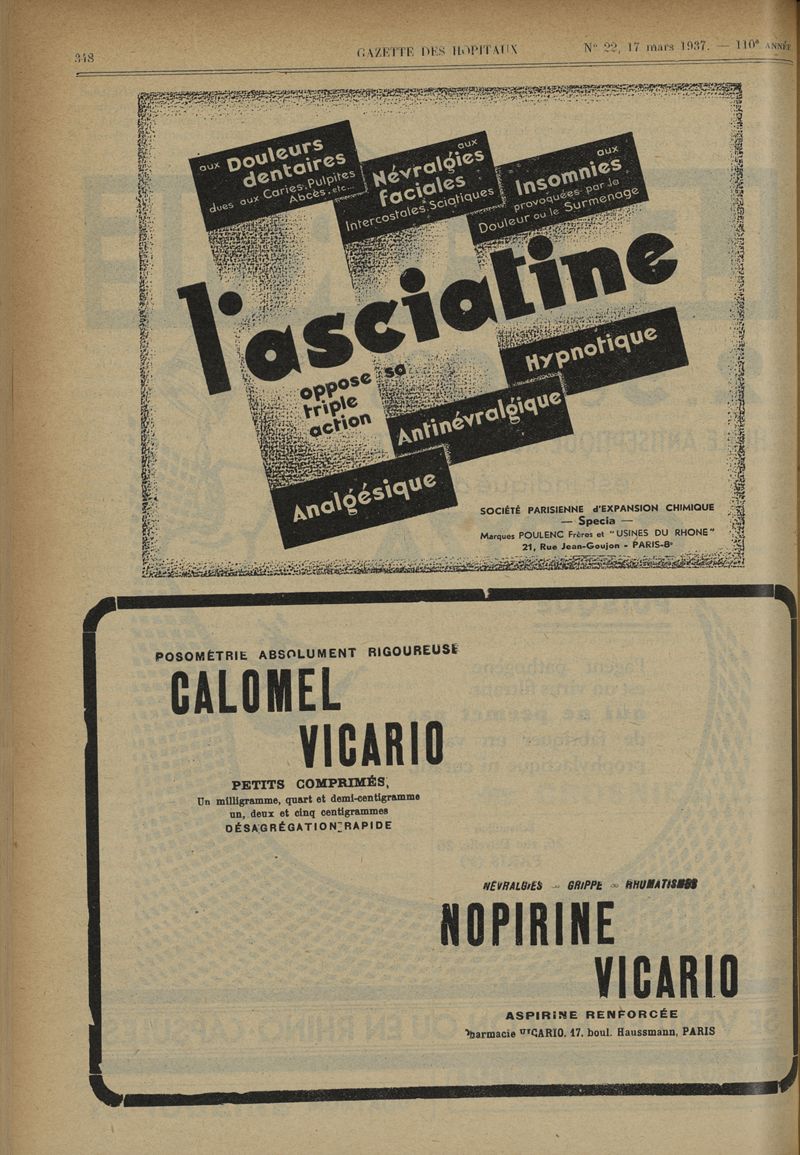 348
GAZETTE DES HOPITAUX
N° 22, 17 mars 1937. — 110e ANNÉE
aux Douleurs
dentaires
dues aux Caries, Pulpites
Abcès, etc...
aux
Névralgies
faciales
Intercostales, Sciatiques
aux
Insomnies
provoquées par la
Douleur ou le Surmenage
l'asciatine
oppose sa
triple
action
Hypnotique
Antinévralgique
Analgésique
SOCIÉTÉ PARISIENNE d'EXPANSION CHIMIQUE
— Specia —
Marques POULENC Frères et "USINES DU RHONE"
21, Rue Jean-Goujon - PARIS-8e
POSOMÉTRIE ABSOLUMENT RIGOUREUSE
CALOMEL
VICARIO
PETITS COMPRIMÉS,
Un milligramme, quart et demi-centigramme
un, deux et cinq centigrammes
DÉSAGRÉGATION RAPIDE
NÉVRALGIES - GRIPPE - RHUMATISMES
NOPIRINE
VICARIO
ASPIRINE RENFORCÉE
Pharmacie VICARIO, 17, boul. Haussmann, PARIS